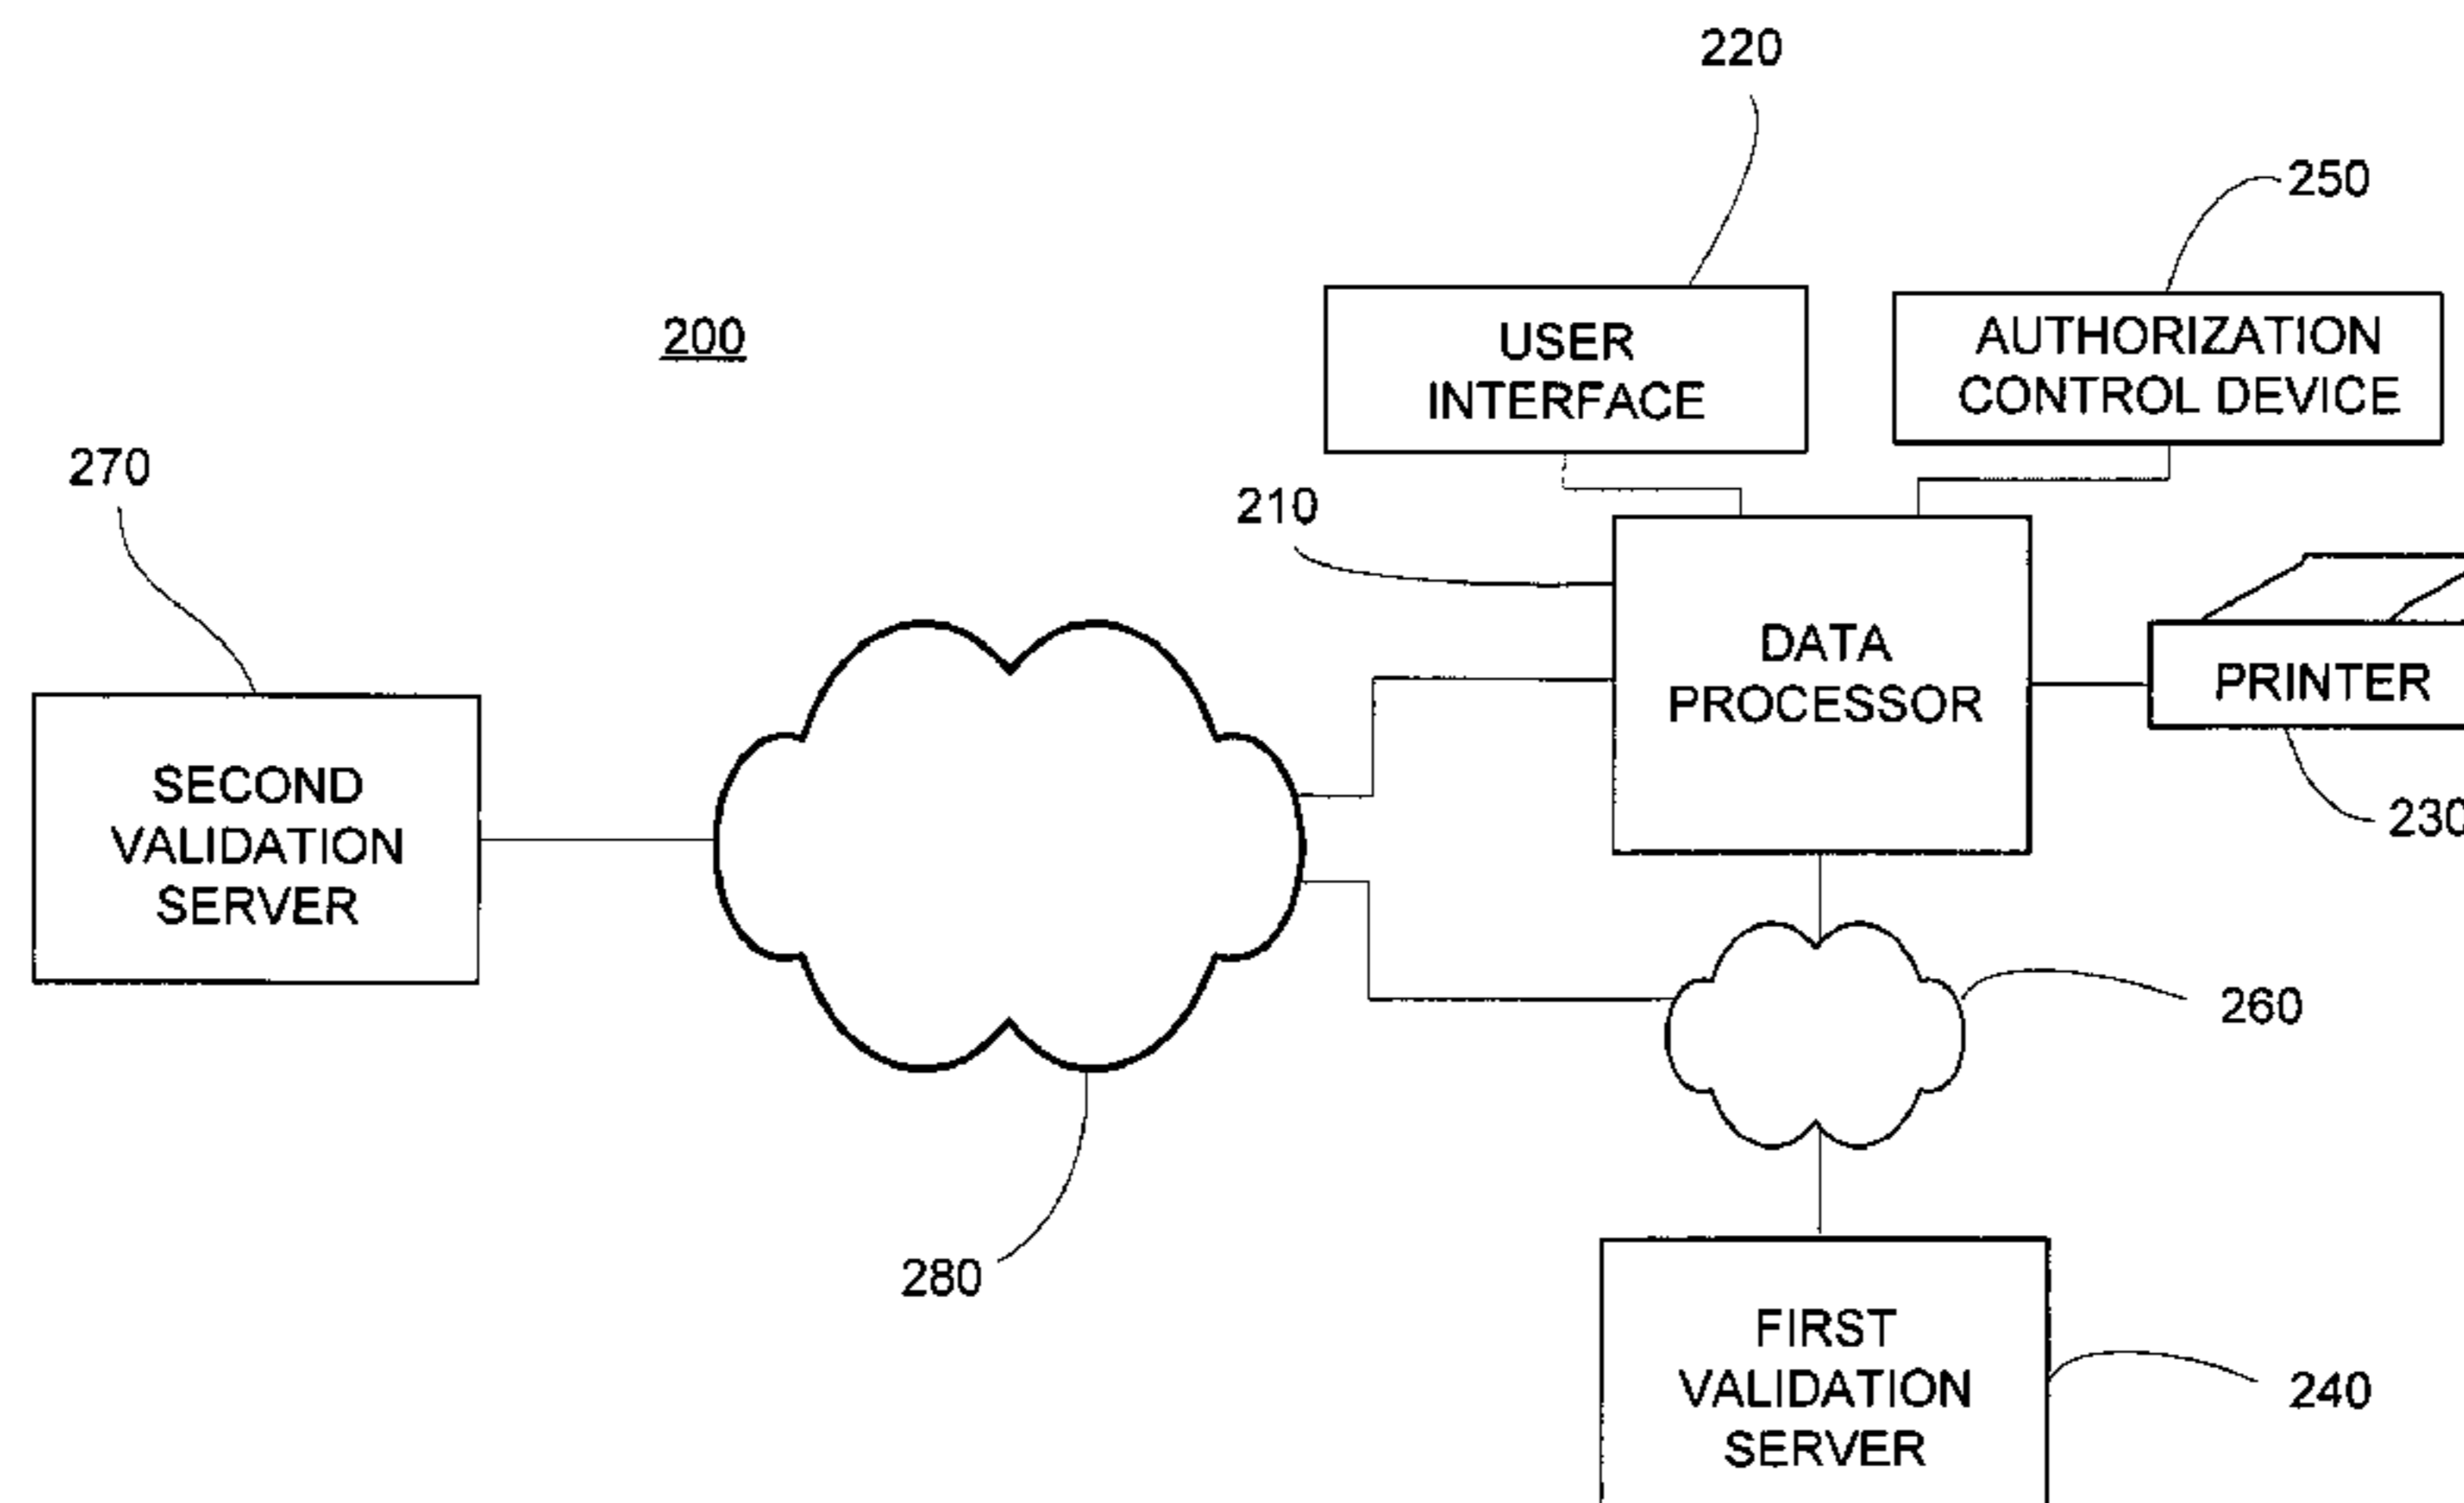 220
250
200
USER
INTERFACE
AUTHORIZATION
CONTROL DEVICE
270
210
DATA
PROCESSOR
PRINTER
SECOND
VALIDATION
SERVER
230
260
280
FIRST
VALIDATION
SERVER
240